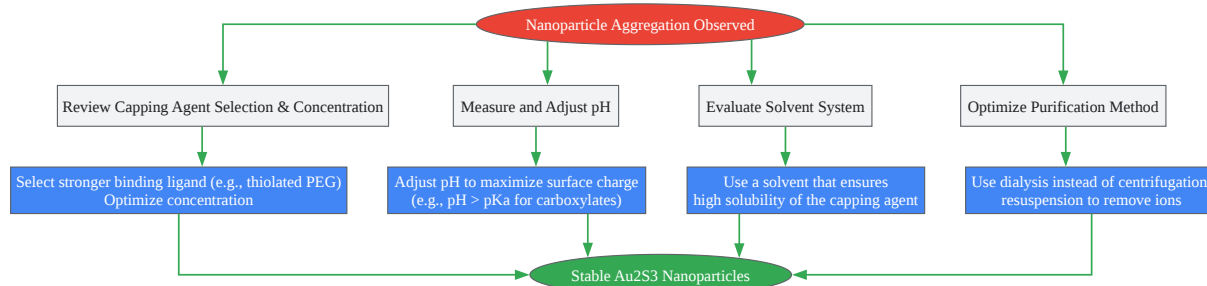 Nanoparticle Aggregation Observed
Review Capping Agent Selection & Concentration
Measure and Adjust pH
Evaluate Solvent System
Optimize Purification Method
Select stronger binding ligand (e.g., thiolated PEG)
Optimize concentration
Adjust pH to maximize surface charge
(e.g., pH > pKa for carboxylates)
Use a solvent that ensures
high solubility of the capping agent
Use dialysis instead of centrifugation
resuspension to remove ions
Stable Au2S3 Nanoparticles